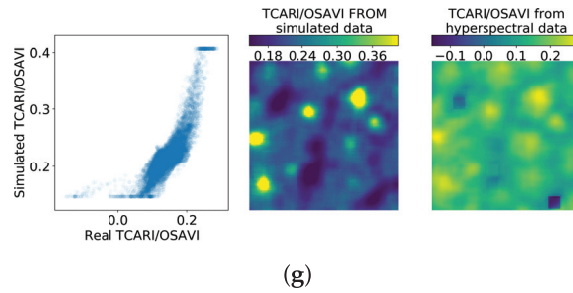 Simulated TCARI/OSAVI
0.4
0.3
0.2
0.0 0.2
Real TCARI/OSAVI
TCARI/OSAVI FROM
simulated data
0.18 0.24 0.30 0.36
TCARI/OSAVI from
hyperspectral data
−0.1 0.0 0.1 0.2
(g)